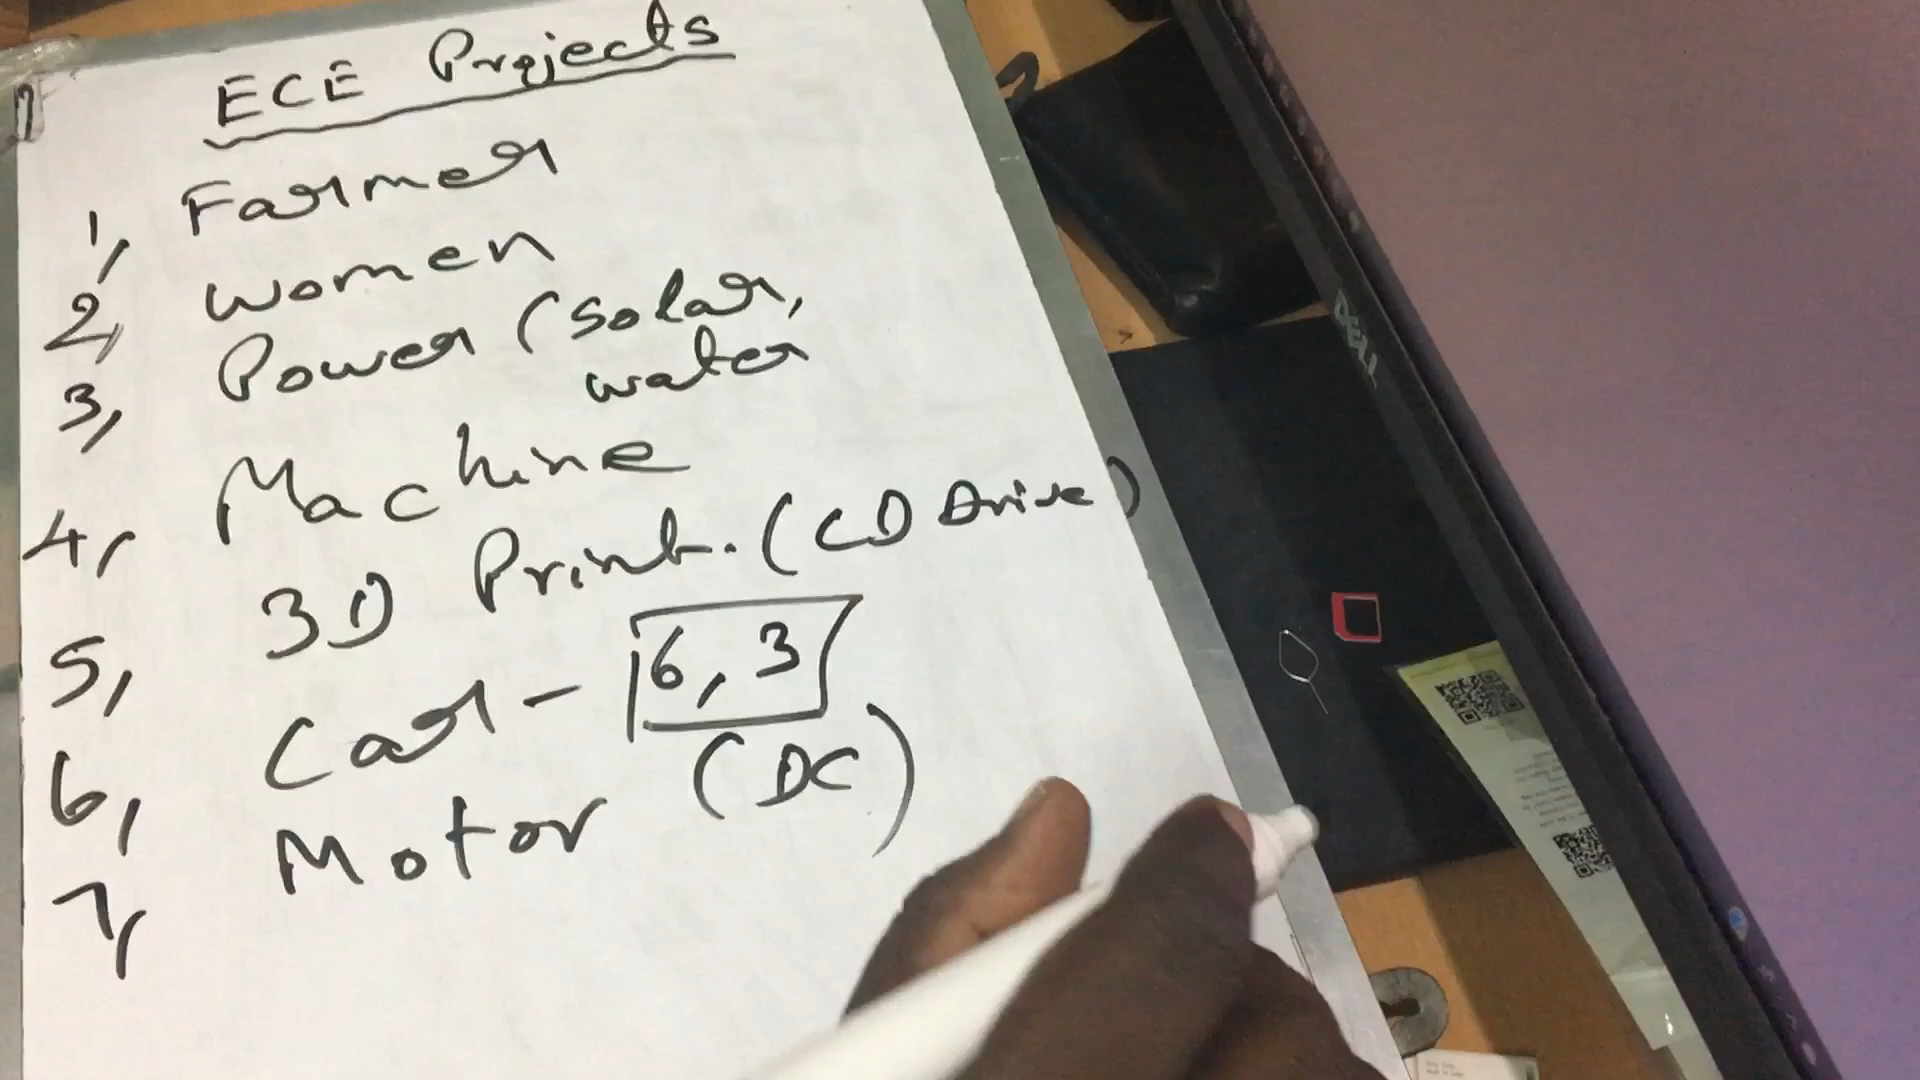 ECE Projects
1, Farmer
2, Women
3, Power (Solar,
water
4, Machine
5, 3D Print. (CD Drive)
6, Car - 6, 3
7, Motor (DC)
DELL